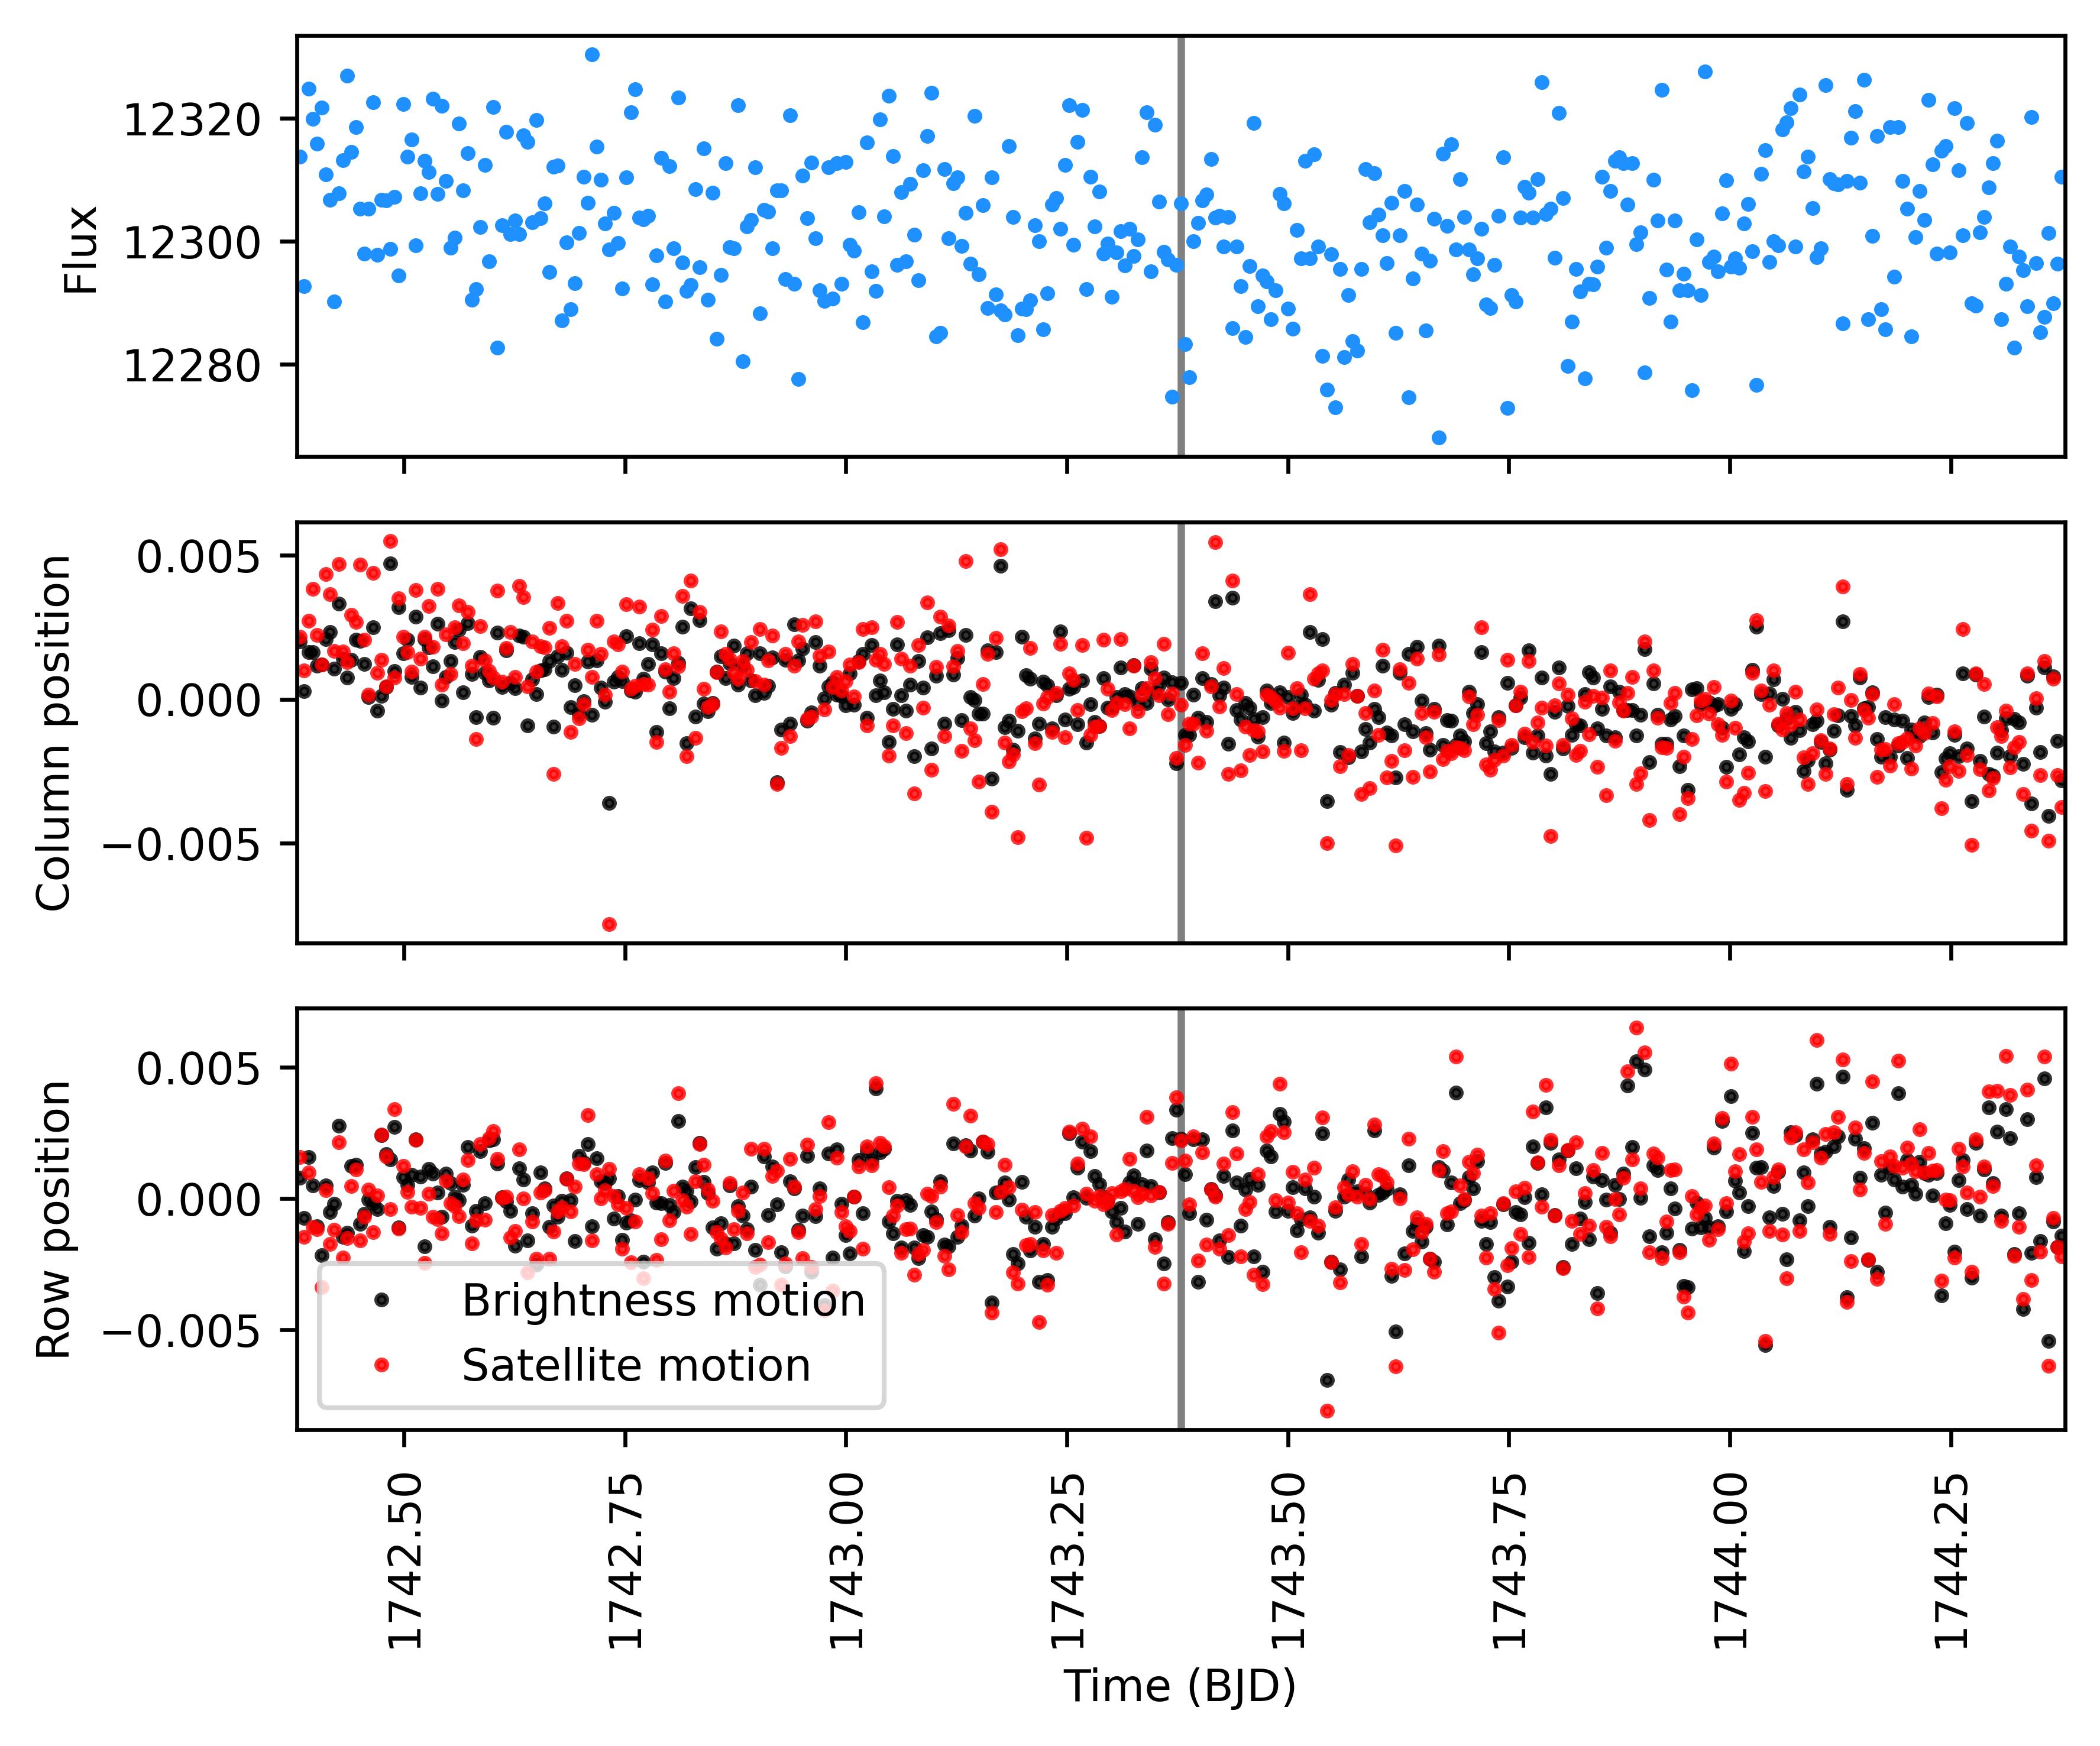 Flux
12320
12300
12280
Column position
0.005
0.000
−0.005
Row position
0.005
0.000
−0.005
Brightness motion
Satellite motion
1742.50
1742.75
1743.00
1743.25
1743.50
1743.75
1744.00
1744.25
Time (BJD)